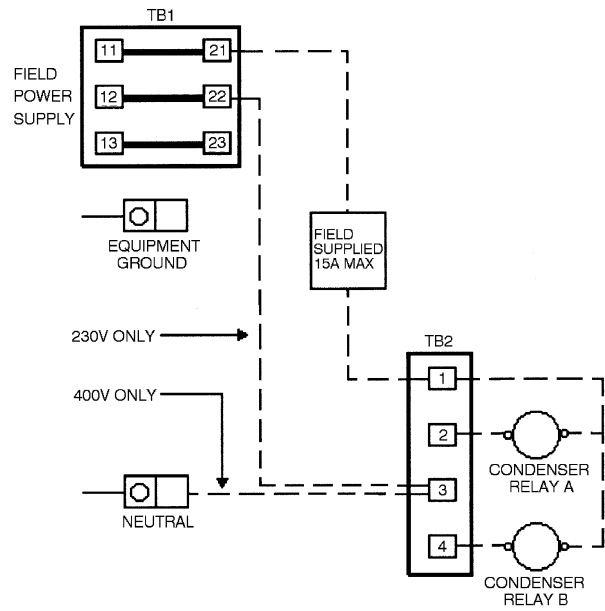 TB1
11
21
FIELD
POWER
SUPPLY
12
22
13
23
EQUIPMENT
GROUND
FIELD
SUPPLIED
15A MAX
230V ONLY
400V ONLY
NEUTRAL
TB2
1
2
CONDENSER
RELAY A
3
4
CONDENSER
RELAY B